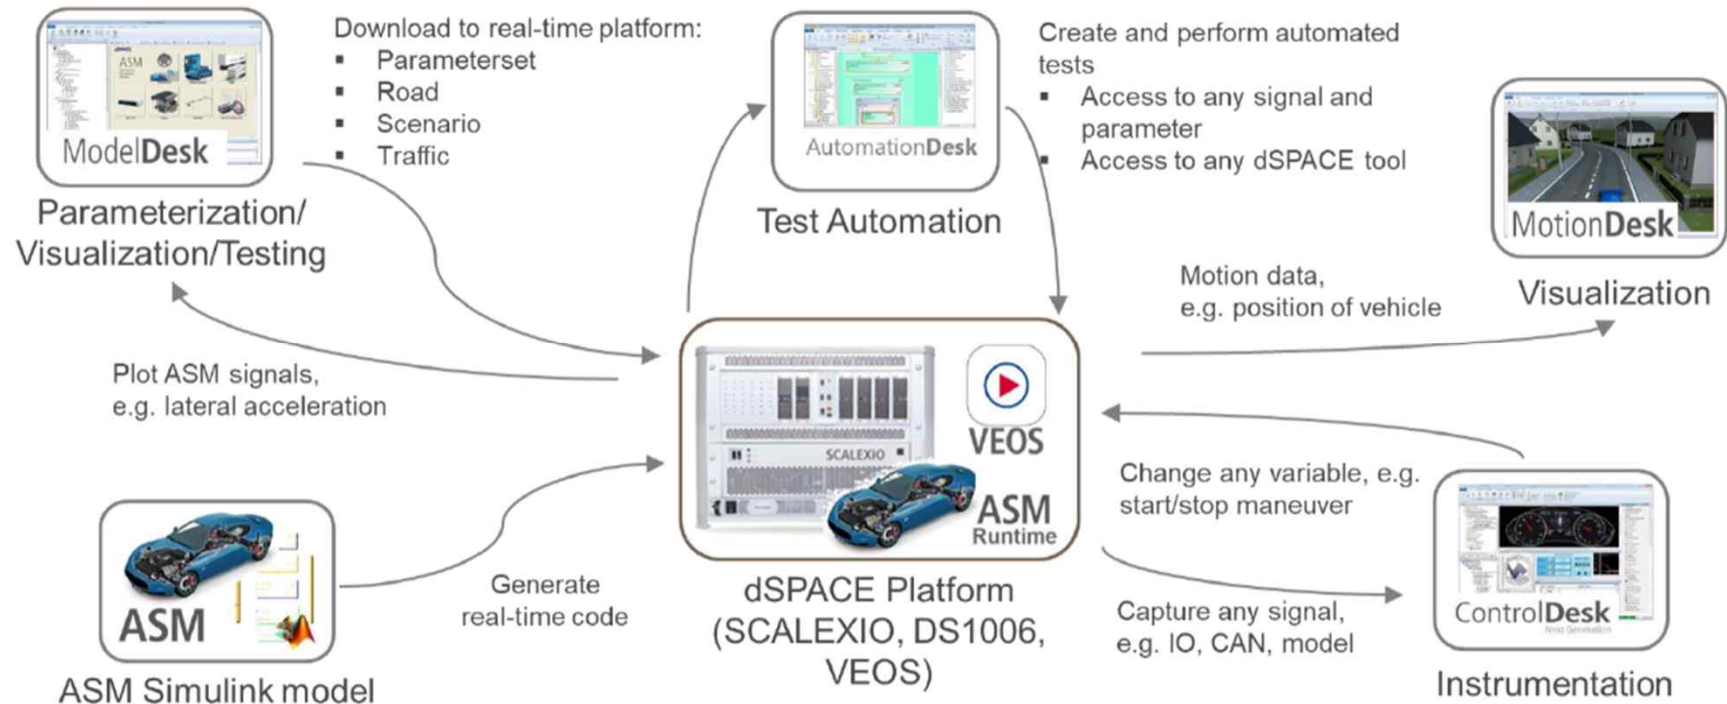 ModelDesk
Parameterization/
Visualization/Testing
Download to real-time platform:
▪ Parameterset
▪ Road
▪ Scenario
▪ Traffic
AutomationDesk
Test Automation
Create and perform automated
tests
▪ Access to any signal and
parameter
▪ Access to any dSPACE tool
MotionDesk
Visualization
Motion data,
e.g. position of vehicle
Plot ASM signals,
e.g. lateral acceleration
ASM
SCALEXIO
VEOS
ASM
Runtime
dSPACE Platform
(SCALEXIO, DS1006,
VEOS)
Change any variable, e.g.
start/stop maneuver
Capture any signal,
e.g. IO, CAN, model
ControlDesk
Next Generation
Instrumentation
Generate
real-time code
ASM
ASM Simulink model